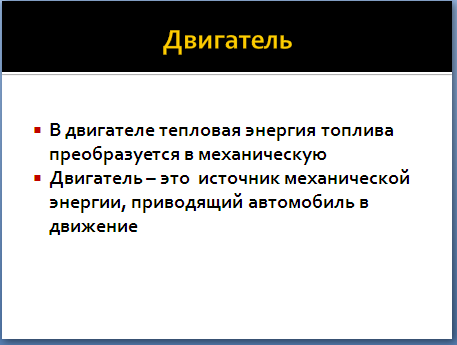 Двигатель
В двигателе тепловая энергия топлива
преобразуется в механическую
Двигатель – это источник механической
энергии, приводящий автомобиль в
движение